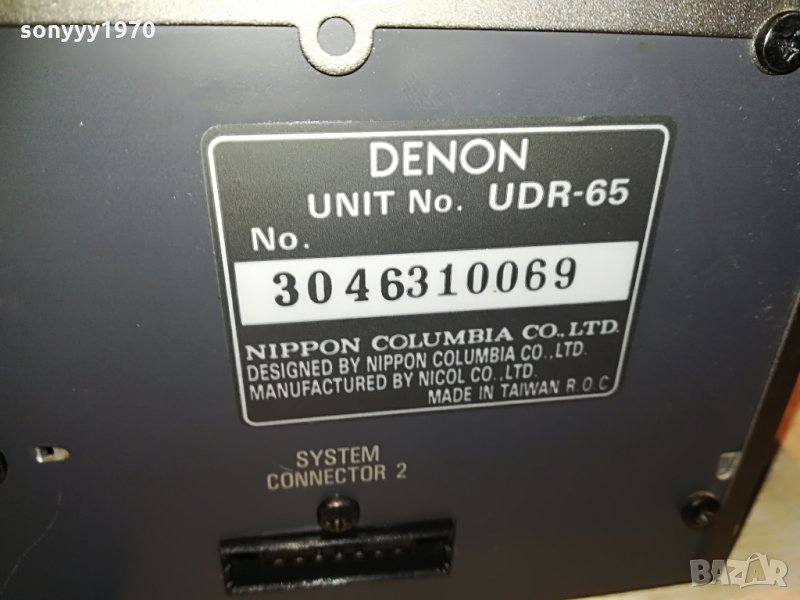 sonyyy1970
DENON
UNIT No. UDR-65
No.
3046310069
NIPPON COLUMBIA CO.,LTD.
DESIGNED BY NIPPON COLUMBIA CO.,LTD.
MANUFACTURED BY NICOL CO.,LTD.
MADE IN TAIWAN R.O.C
SYSTEM
CONNECTOR 2
BAZAR